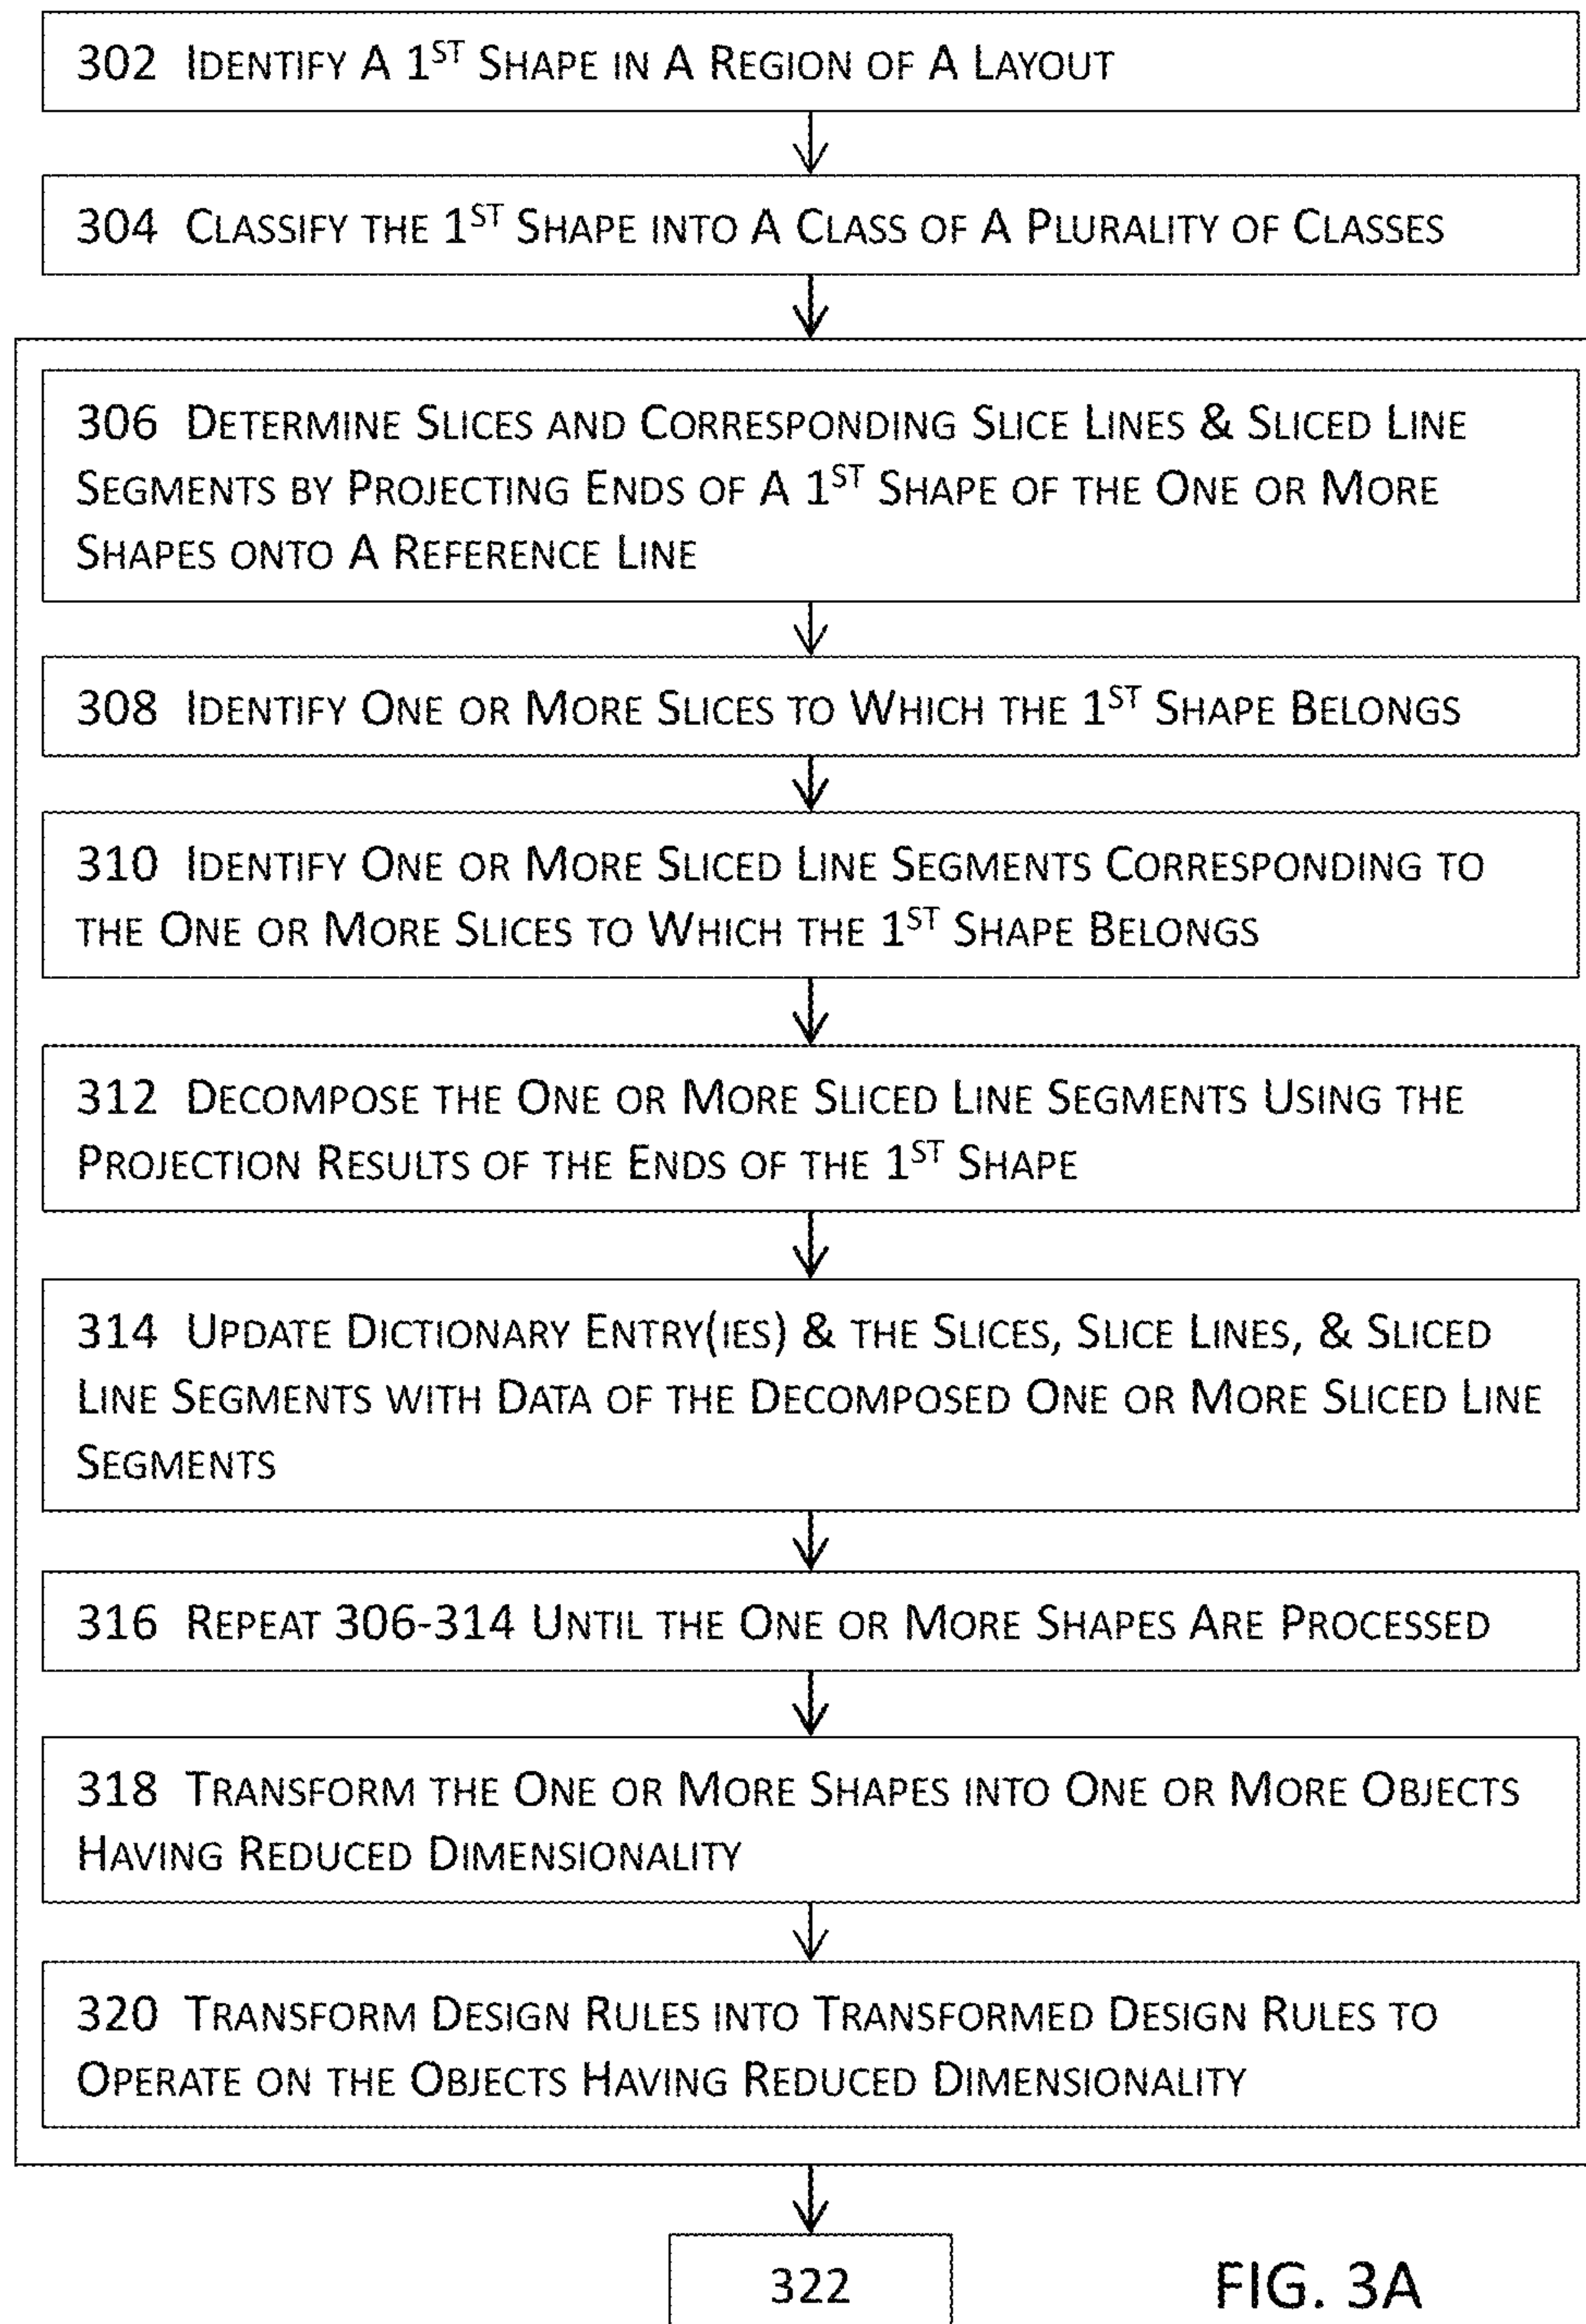 302 IDENTIFY A 1ST SHAPE IN A REGION OF A LAYOUT
304 CLASSIFY THE 1ST SHAPE INTO A CLASS OF A PLURALITY OF CLASSES
306 DETERMINE SLICES AND CORRESPONDING SLICE LINES & SLICED LINE
SEGMENTS BY PROJECTING ENDS OF A 1ST SHAPE OF THE ONE OR MORE
SHAPES ONTO A REFERENCE LINE
308 IDENTIFY ONE OR MORE SLICES TO WHICH THE 1ST SHAPE BELONGS
310 IDENTIFY ONE OR MORE SLICED LINE SEGMENTS CORRESPONDING TO
THE ONE OR MORE SLICES TO WHICH THE 1ST SHAPE BELONGS
312 DECOMPOSE THE ONE OR MORE SLICED LINE SEGMENTS USING THE
PROJECTION RESULTS OF THE ENDS OF THE 1ST SHAPE
314 UPDATE DICTIONARY ENTRY(IES) & THE SLICES, SLICE LINES, & SLICED
LINE SEGMENTS WITH DATA OF THE DECOMPOSED ONE OR MORE SLICED LINE
SEGMENTS
316 REPEAT 306-314 UNTIL THE ONE OR MORE SHAPES ARE PROCESSED
318 TRANSFORM THE ONE OR MORE SHAPES INTO ONE OR MORE OBJECTS
HAVING REDUCED DIMENSIONALITY
320 TRANSFORM DESIGN RULES INTO TRANSFORMED DESIGN RULES TO
OPERATE ON THE OBJECTS HAVING REDUCED DIMENSIONALITY
322
FIG. 3A